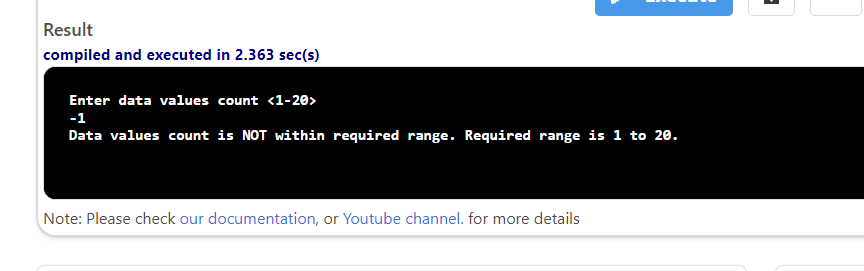 Execute
Result
compiled and executed in 2.363 sec(s)
Enter data values count <1-20>
-1
Data values count is NOT within required range. Required range is 1 to 20.
Note: Please check our documentation, or Youtube channel. for more details